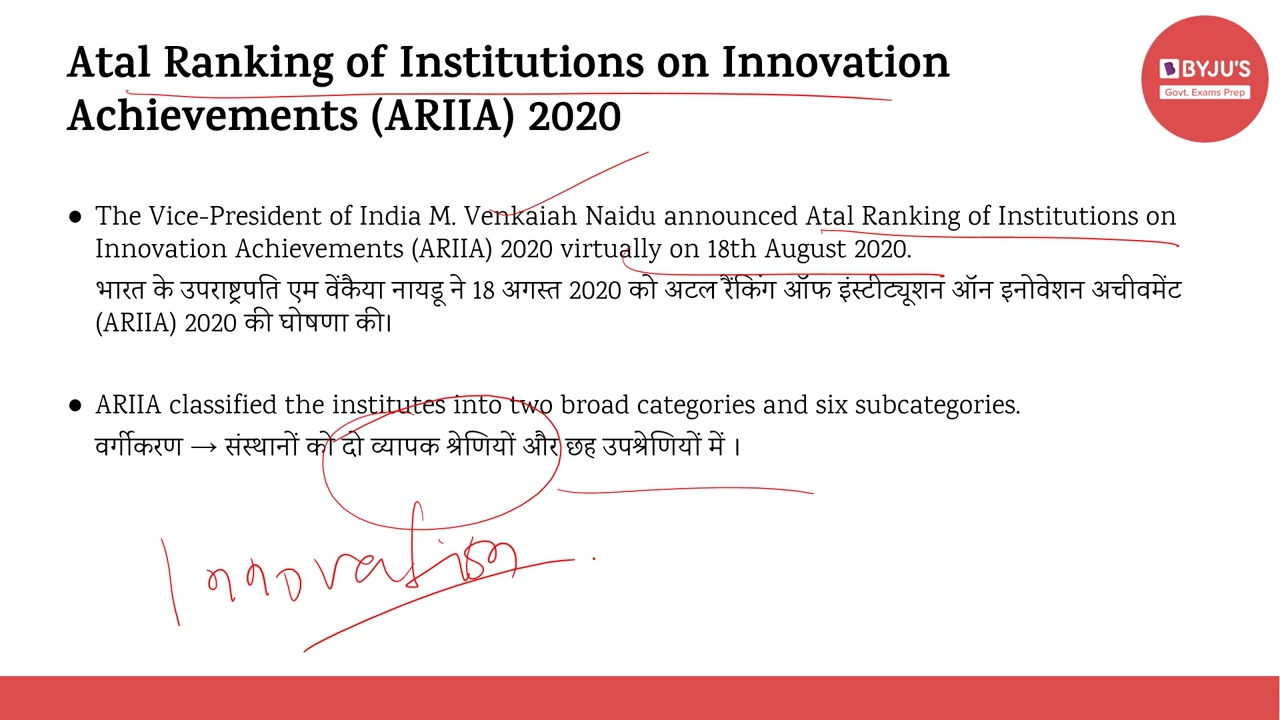 Atal Ranking of Institutions on Innovation
Achievements (ARIIA) 2020
BYJU'S
Govt. Exams Prep
● The Vice-President of India M. Venkaiah Naidu announced Atal Ranking of Institutions on
Innovation Achievements (ARIIA) 2020 virtually on 18th August 2020.
भारत के उपराष्ट्रपति एम वेंकैया नायडू ने 18 अगस्त 2020 को अटल रैंकिंग ऑफ इंस्टीट्यूशन ऑन इनोवेशन अचीवमेंट
(ARIIA) 2020 की घोषणा की।
● ARIIA classified the institutes into two broad categories and six subcategories.
वर्गीकरण → संस्थानों को दो व्यापक श्रेणियों और छह उपश्रेणियों में ।
Innovation